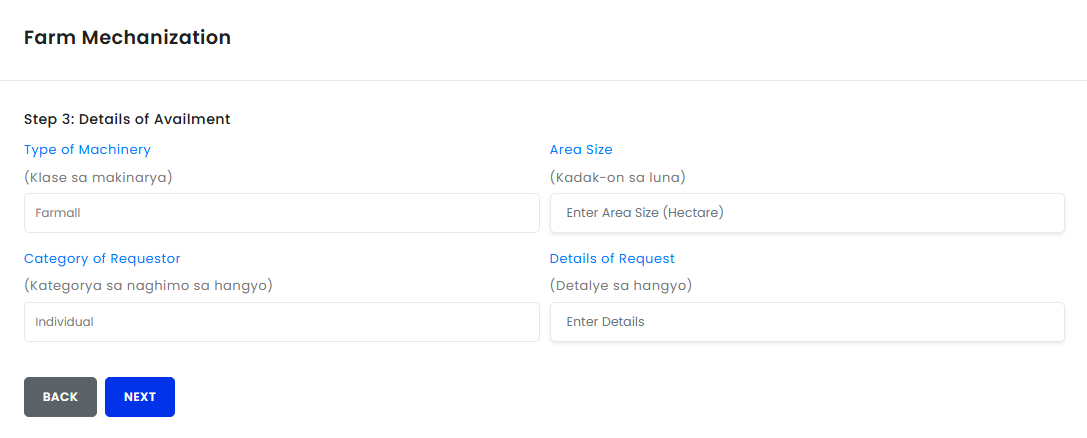 Farm Mechanization
Step 3: Details of Availment
Type of Machinery
(Klase sa makinarya)
Farmall
Area Size
(Kadak-on sa luna)
Enter Area Size (Hectare)
Category of Requestor
(Kategorya sa naghimo sa hangyo)
Individual
Details of Request
(Detalye sa hangyo)
Enter Details
BACK
NEXT